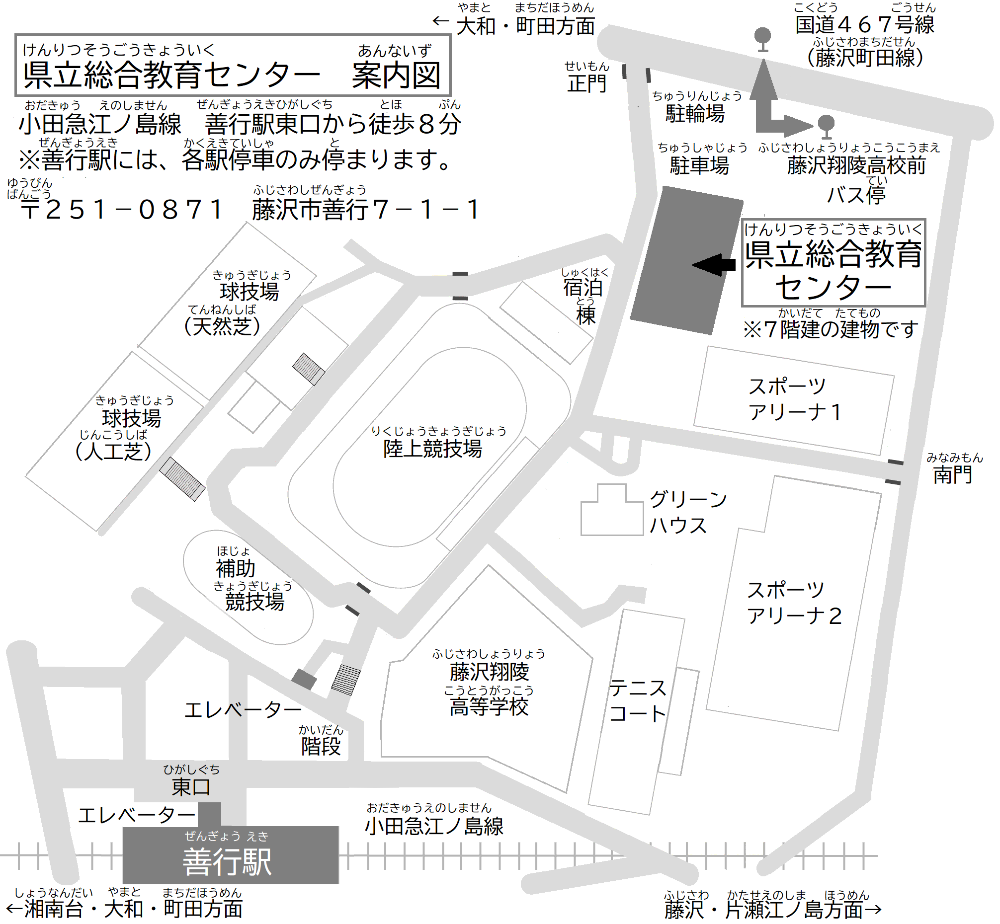 けんりつそうごうきょういく　あんないず
県立総合教育センター　案内図
おだきゅう　えのしません　ぜんぎょうえきひがしぐち　とほ　ぷん
小田急江ノ島線　善行駅東口から徒歩８分
ぜんぎょうえき　かくえきていしゃ　と
※善行駅には、各駅停車のみ停まります。
ゆうびん
ばんごう　ふじさわしぜんぎょう
〒２５１－０８７１　藤沢市善行７－１－１
やまと　まちだほうめん
← 大和・町田方面
こくどう　ごうせん
国道４６７号線
ふじさわまちだせん
（藤沢町田線）
せいもん
正門
ちゅうりんじょう
駐輪場
ちゅうしゃじょう
駐車場
ふじさわしょうりょうこうこうまえ
藤沢翔陵高校前
てい
バス停
けんりつそうごうきょういく
県立総合教育
センター
かいだて　たてもの
※７階建の建物です
きゅうぎじょう
球技場
てんねんしば
（天然芝）
しゅくはく
宿泊
とう
棟
きゅうぎじょう
球技場
じんこうしば
（人工芝）
りくじょうきょうぎじょう
陸上競技場
スポーツ
アリーナ１
みなみもん
南門
グリーン
ハウス
ほじょ
補助
きょうぎじょう
競技場
スポーツ
アリーナ２
ふじさわしょうりょう
藤沢翔陵
こうとうがっこう
高等学校
テニス
コート
エレベーター
かいだん
階段
ひがしぐち
東口
エレベーター
おだきゅうえのしません
小田急江ノ島線
ぜんぎょう えき
善行駅
しょうなんだい　やまと　まちだほうめん
←湘南台・大和・町田方面
ふじさわ　かたせえのしま　ほうめん
藤沢・片瀬江ノ島方面→